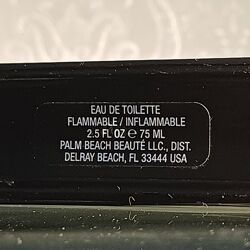 EAU DE TOILETTE
FLAMMABLE / INFLAMMABLE
2.5 FL OZ ℮ 75 ML
PALM BEACH BEAUTÉ LLC., DIST.
DELRAY BEACH, FL 33444 USA